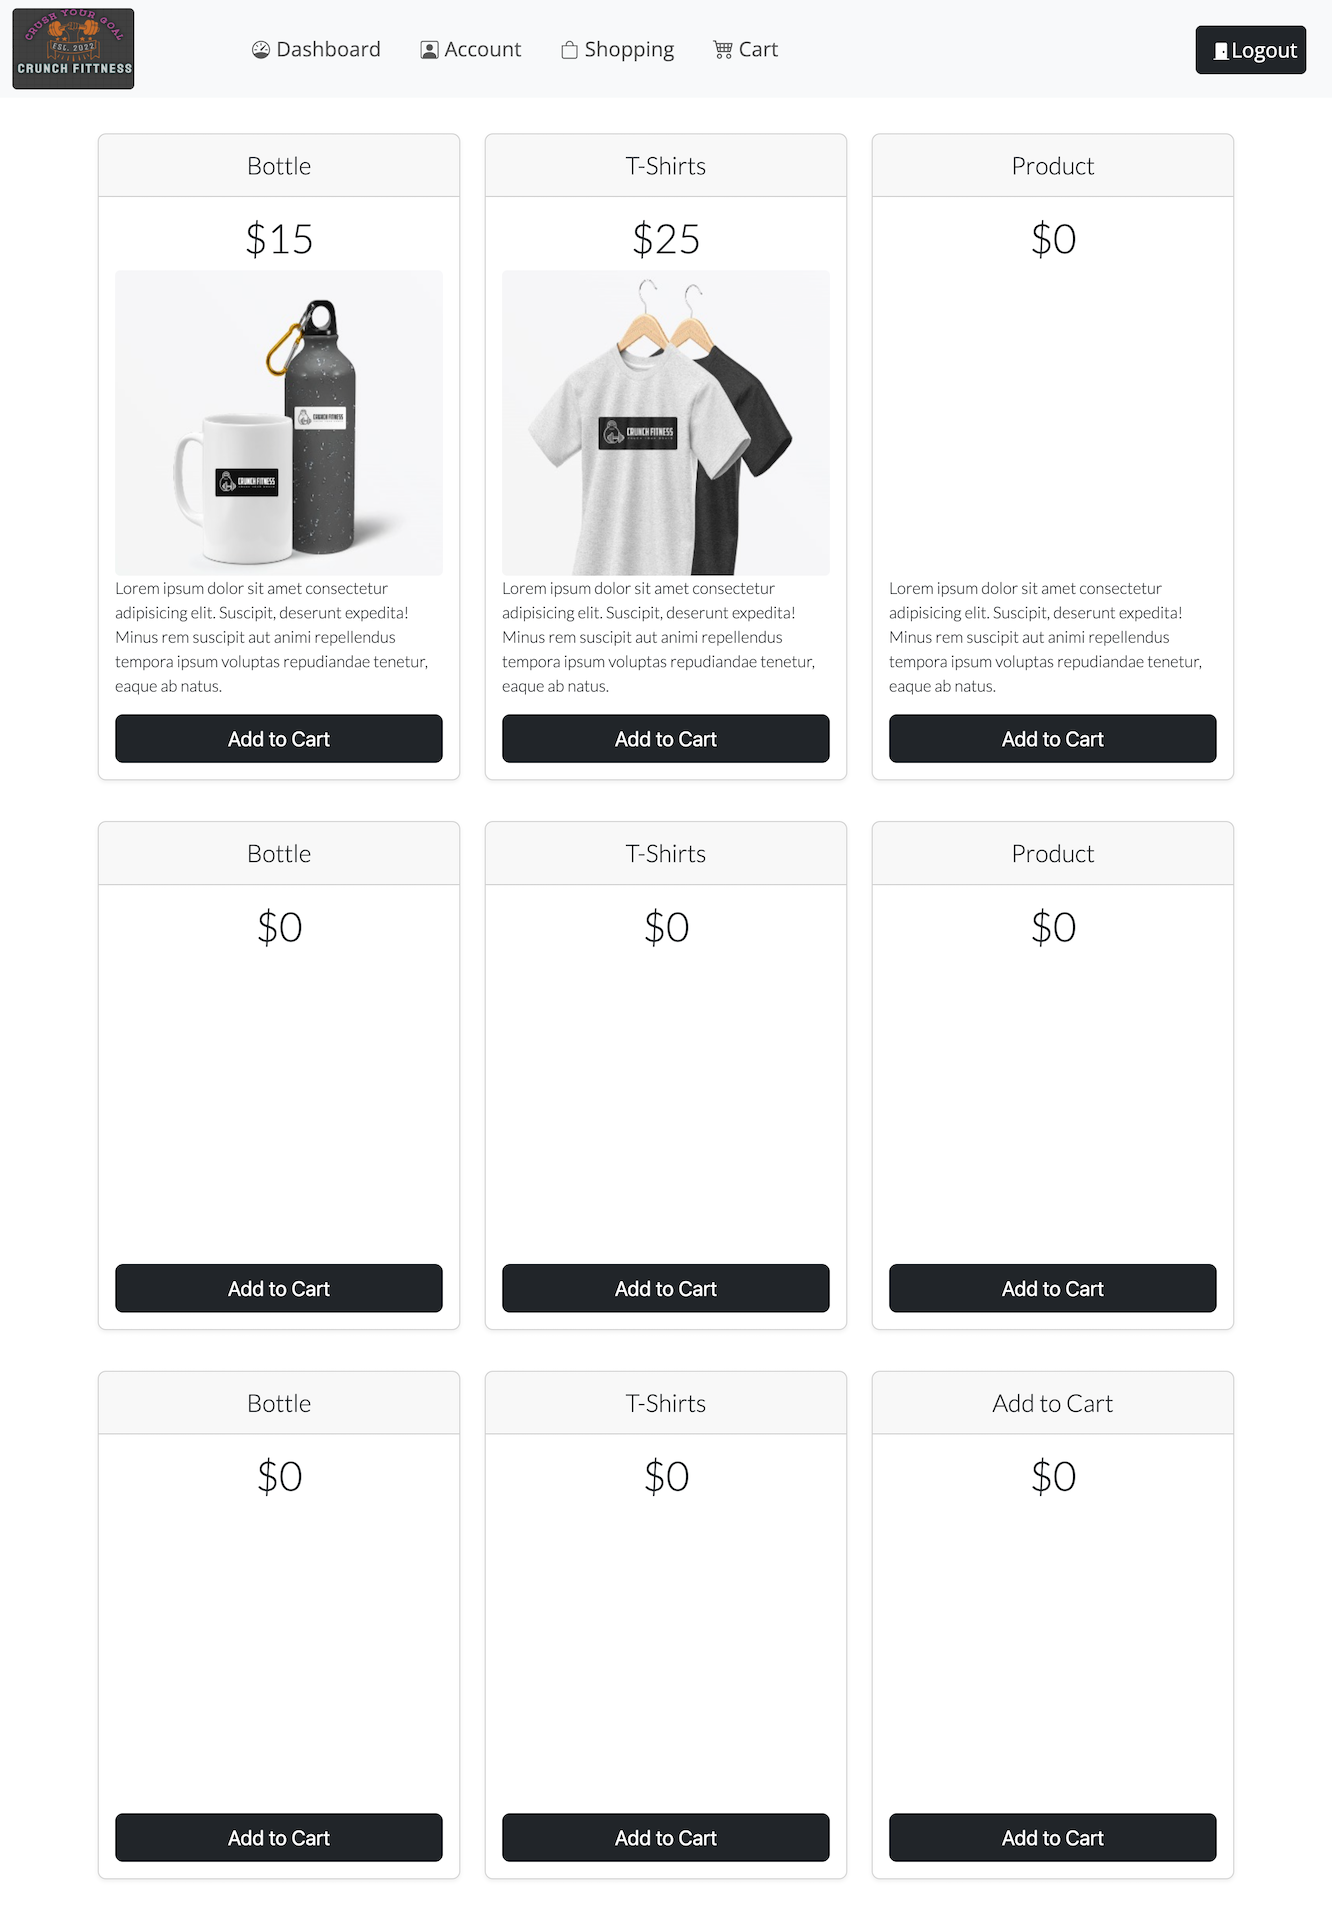 CRUSH YOUR GOAL
EST. 2022
CRUNCH FITTNESS
Dashboard
Account
Shopping
Cart
Logout
Bottle
$15
CRUNCH FITNESS
CRUNCH FITNESS
Lorem ipsum dolor sit amet consectetur
adipisicing elit. Suscipit, deserunt expedita!
Minus rem suscipit aut animi repellendus
tempora ipsum voluptas repudiandae tenetur,
eaque ab natus.
Add to Cart
T-Shirts
$25
CRUNCH FITNESS
Lorem ipsum dolor sit amet consectetur
adipisicing elit. Suscipit, deserunt expedita!
Minus rem suscipit aut animi repellendus
tempora ipsum voluptas repudiandae tenetur,
eaque ab natus.
Add to Cart
Product
$0
Lorem ipsum dolor sit amet consectetur
adipisicing elit. Suscipit, deserunt expedita!
Minus rem suscipit aut animi repellendus
tempora ipsum voluptas repudiandae tenetur,
eaque ab natus.
Add to Cart
Bottle
$0
Add to Cart
T-Shirts
$0
Add to Cart
Product
$0
Add to Cart
Bottle
$0
Add to Cart
T-Shirts
$0
Add to Cart
Add to Cart
$0
Add to Cart